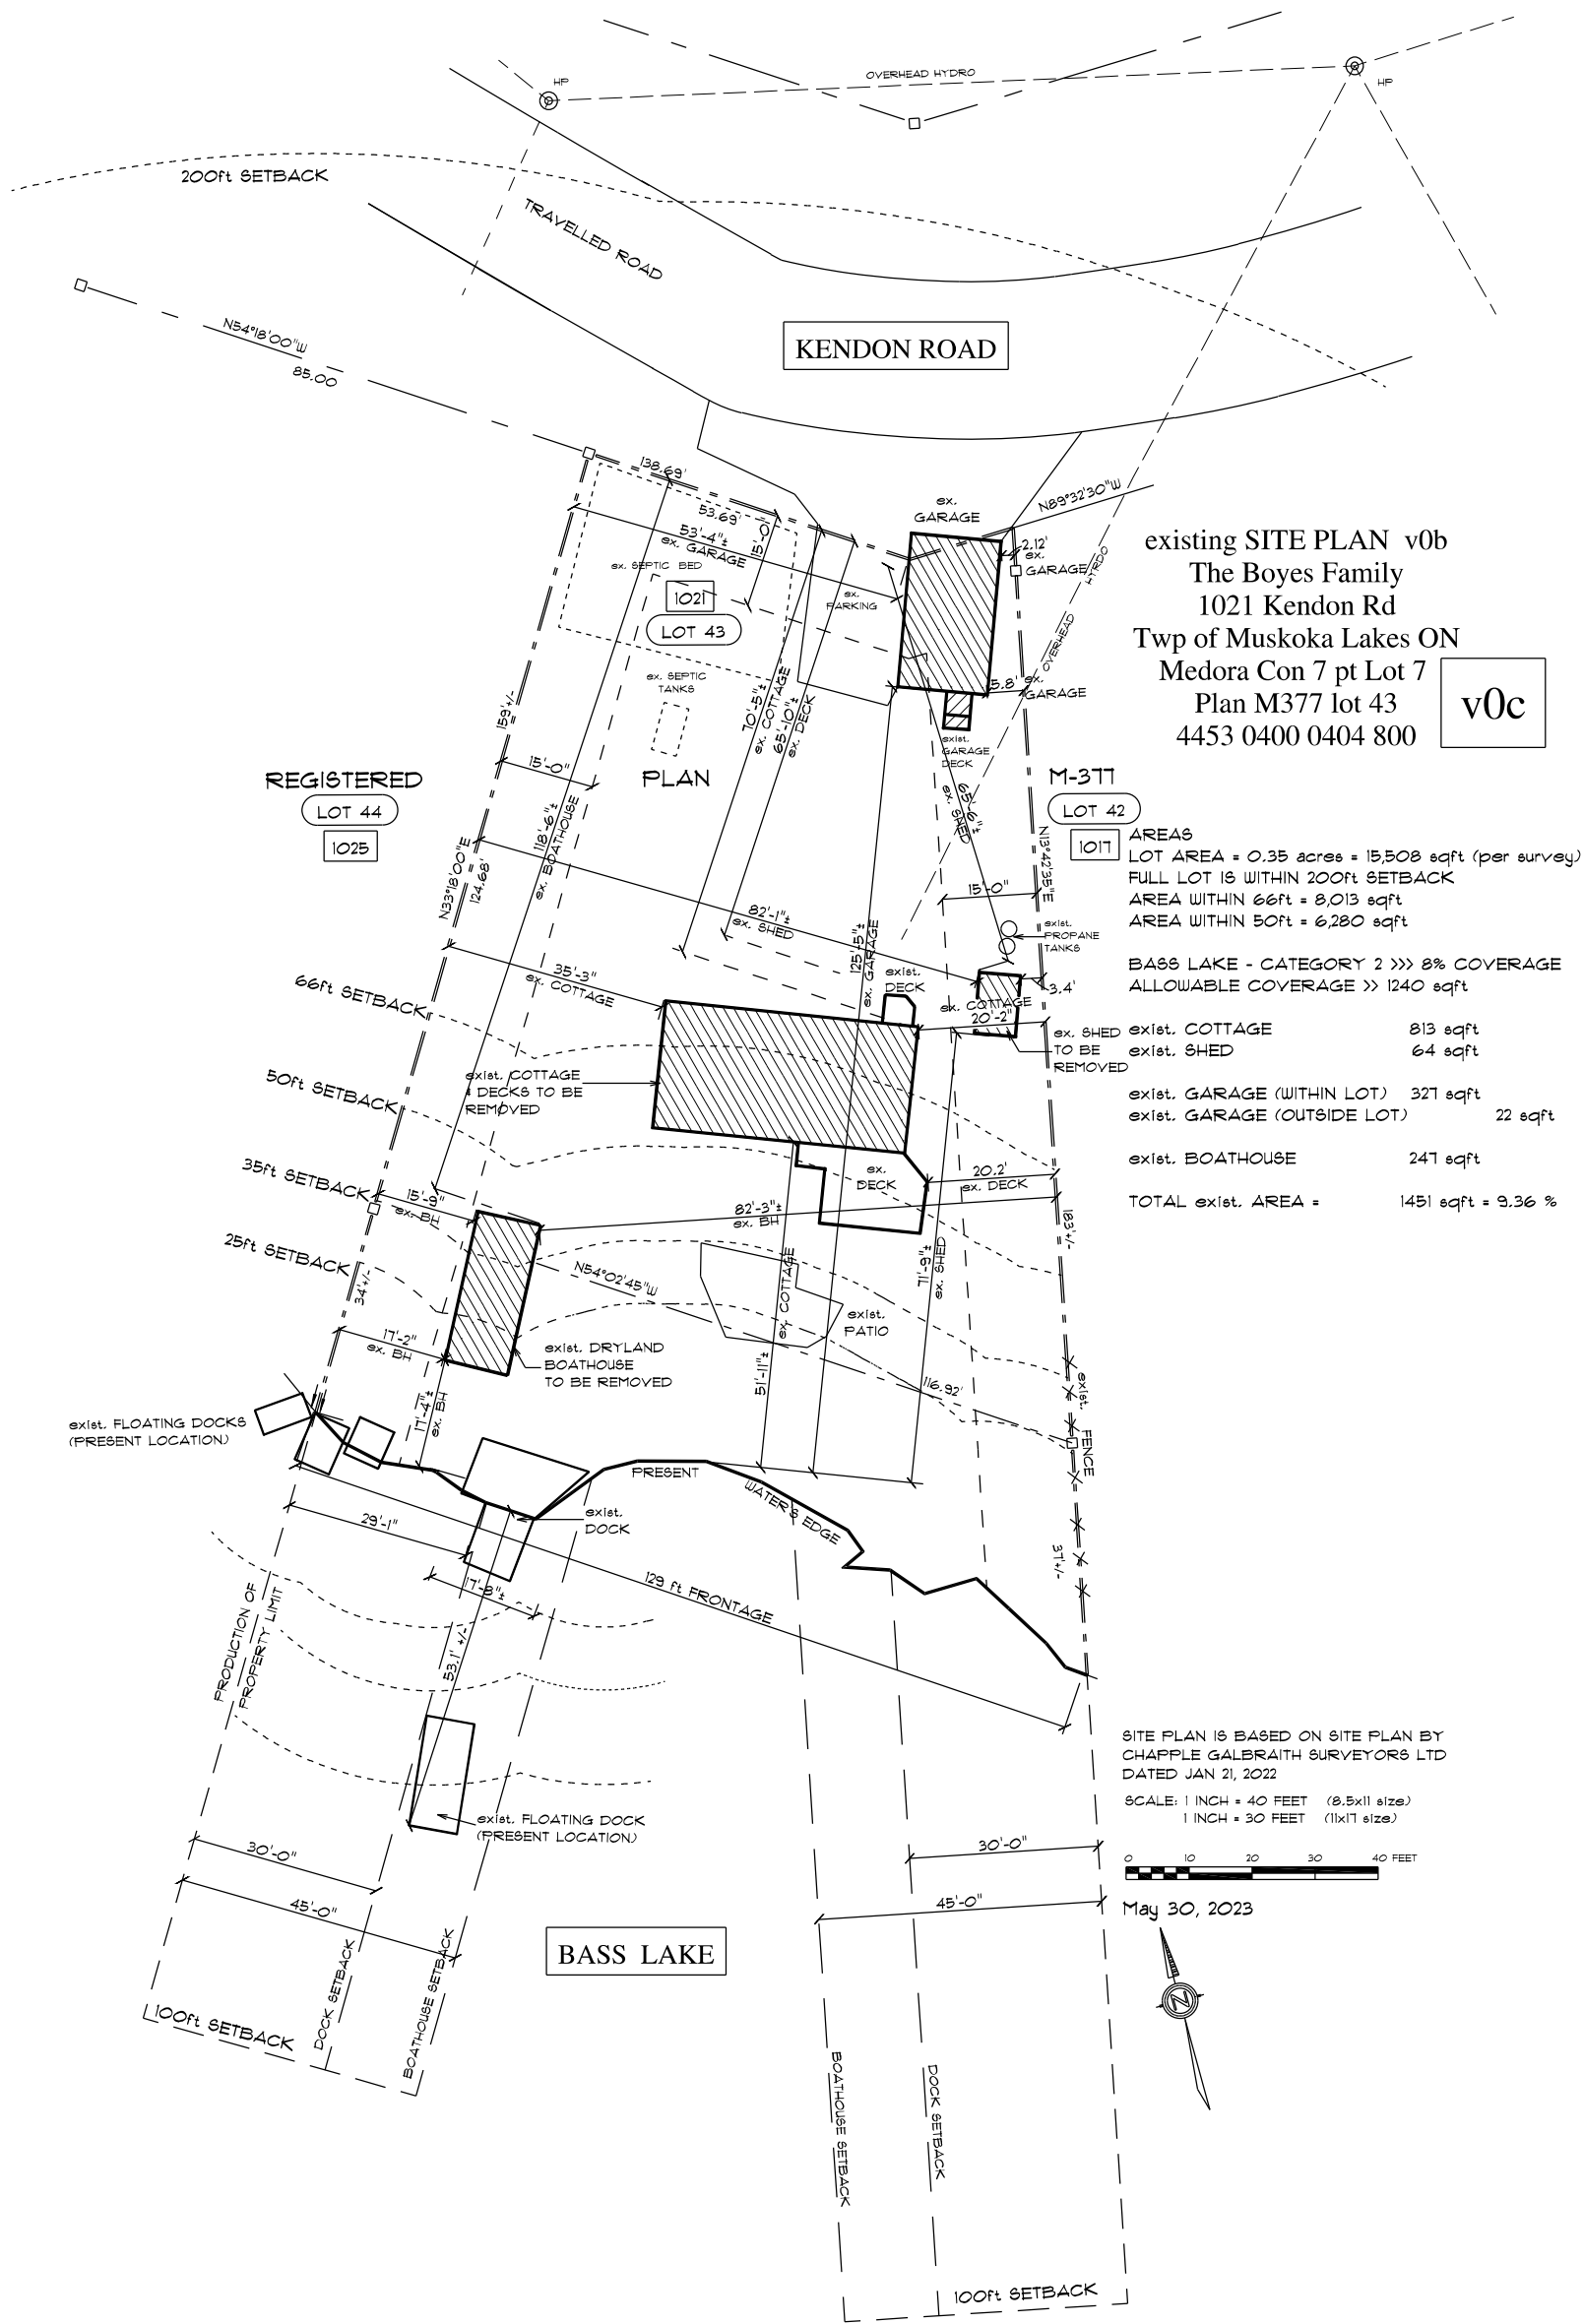 HP
OVERHEAD HYDRO
HP
200ft SETBACK
TRAVELLED ROAD
N54°18'00"W
85.00
KENDON ROAD
138.69'
53.69'
53'-4"±
ex. GARAGE
15'-0"
ex. SEPTIC BED
1021
LOT 43
ex.
PARKING
ex.
GARAGE
N89°32'30"W
2.12'
ex.
GARAGE
OVERHEAD
HYRDO
5.8'
ex.
GARAGE
exist.
GARAGE
DECK
existing SITE PLAN v0b
The Boyes Family
1021 Kendon Rd
Twp of Muskoka Lakes ON
Medora Con 7 pt Lot 7
Plan M377 lot 43
4453 0400 0404 800
v0c
ex. SEPTIC
TANKS
70'-5"±
ex. COTTAGE
65'-10"±
ex. DECK
159'+/-
15'-0"
118'-6"±
ex. BOATHOUSE
REGISTERED
PLAN
M-377
LOT 44
1025
LOT 42
1017
N33°18'00"E
124.68'
65'-6"±
ex. SHED
N13°42'35"E
15'-0"
82'-1"±
ex. SHED
125'-5"±
ex. GARAGE
exist.
PROPANE
TANKS
3.4'
35'-3"
ex. COTTAGE
exist.
DECK
ex. COTTAGE
20'-2"
ex. SHED
TO BE
REMOVED
AREAS
LOT AREA = 0.35 acres = 15,508 sqft (per survey)
FULL LOT IS WITHIN 200ft SETBACK
AREA WITHIN 66ft = 8,013 sqft
AREA WITHIN 50ft = 6,280 sqft
BASS LAKE - CATEGORY 2 >>> 8% COVERAGE
ALLOWABLE COVERAGE >> 1240 sqft
exist. COTTAGE 813 sqft
exist. SHED 64 sqft
exist. GARAGE (WITHIN LOT) 327 sqft
exist. GARAGE (OUTSIDE LOT) 22 sqft
exist. BOATHOUSE 247 sqft
TOTAL exist. AREA = 1451 sqft = 9.36 %
66ft SETBACK
50ft SETBACK
35ft SETBACK
25ft SETBACK
exist. COTTAGE
& DECKS TO BE
REMOVED
ex.
DECK
20.2'
ex. DECK
15'-9"
ex. BH
82'-3"±
ex. BH
183'+/-
71'-9"±
ex. SHED
34'+/-
N54°02'45"W
ex. COTTAGE
51'-11"±
exist.
PATIO
17'-2"
ex. BH
exist. DRYLAND
BOATHOUSE
TO BE REMOVED
17'-4"±
ex. BH
116.92'
exist.
FENCE
exist. FLOATING DOCKS
(PRESENT LOCATION)
PRESENT
WATER'S EDGE
exist.
DOCK
29'-1"
17'-8"±
129 ft FRONTAGE
37'+/-
PRODUCTION OF
PROPERTY LIMIT
53.1' +/-
exist. FLOATING DOCK
(PRESENT LOCATION)
SITE PLAN IS BASED ON SITE PLAN BY
CHAPPLE GALBRAITH SURVEYORS LTD
DATED JAN 21, 2022
SCALE: 1 INCH = 40 FEET (8.5x11 size)
1 INCH = 30 FEET (11x17 size)
0 10 20 30 40 FEET
May 30, 2023
N
30'-0"
45'-0"
30'-0"
45'-0"
BASS LAKE
100ft SETBACK
DOCK SETBACK
BOATHOUSE SETBACK
BOATHOUSE SETBACK
DOCK SETBACK
100ft SETBACK